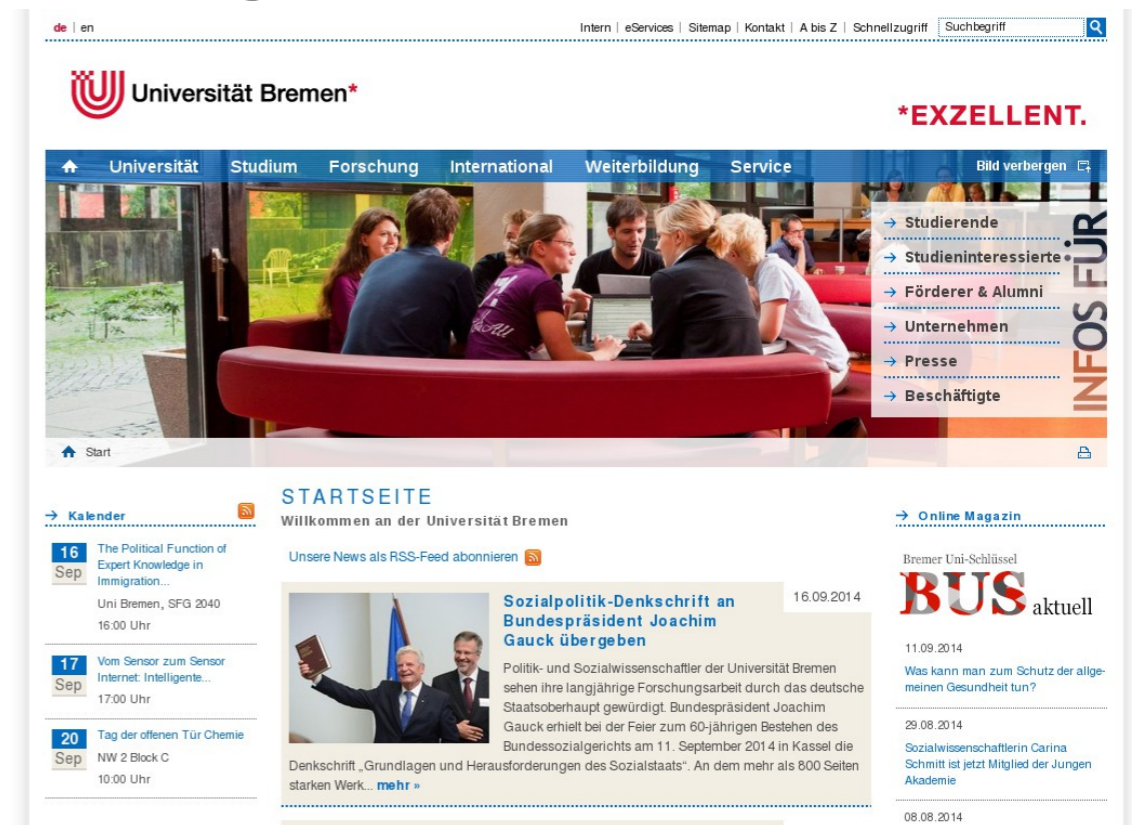 de | en
Intern | eServices | Sitemap | Kontakt | A bis Z | Schnellzugriff
Suchbegriff
Universität Bremen*
*EXZELLENT.
Universität Studium Forschung International Weiterbildung Service
Bild verbergen
→ Studierende
→ Studieninteressierte
→ Förderer & Alumni
→ Unternehmen
→ Presse
→ Beschäftigte
INFOS FÜR
Start
→ Kalender
16 Sep
The Political Function of
Expert Knowledge in
Immigration...
Uni Bremen, SFG 2040
16:00 Uhr
17 Sep
Vom Sensor zum Sensor
Internet: Intelligente...
17:00 Uhr
20 Sep
Tag der offenen Tür Chemie
NW 2 Block C
10:00 Uhr
STARTSEITE
Willkommen an der Universität Bremen
Unsere News als RSS-Feed abonnieren
Sozialpolitik-Denkschrift an
Bundespräsident Joachim
Gauck übergeben
16.09.2014
Politik- und Sozialwissenschaftler der Universität Bremen
sehen ihre langjährige Forschungsarbeit durch das deutsche
Staatsoberhaupt gewürdigt. Bundespräsident Joachim
Gauck erhielt bei der Feier zum 60-jährigen Bestehen des
Bundessozialgerichts am 11. September 2014 in Kassel die
Denkschrift „Grundlagen und Herausforderungen des Sozialstaats“. An dem mehr als 800 Seiten
starken Werk... mehr »
→ Online Magazin
Bremer Uni-Schlüssel
BUS aktuell
11.09.2014
Was kann man zum Schutz der allge-
meinen Gesundheit tun?
29.08.2014
Sozialwissenschaftlerin Carina
Schmitt ist jetzt Mitglied der Jungen
Akademie
08.08.2014